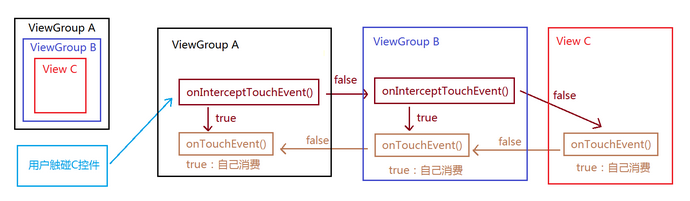 ViewGroup A
ViewGroup B
View C
用户触碰C控件
ViewGroup A
onInterceptTouchEvent()
true
onTouchEvent()
true：自己消费
false
false
ViewGroup B
onInterceptTouchEvent()
true
onTouchEvent()
true：自己消费
false
false
View C
onTouchEvent()
true：自己消费